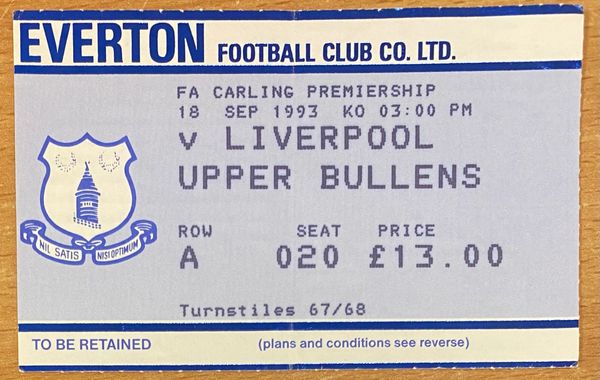 EVERTON FOOTBALL CLUB CO. LTD.
FA CARLING PREMIERSHIP
18 SEP 1993 KO 03:00 PM
v LIVERPOOL
UPPER BULLENS
NIL SATIS NISI OPTIMUM
ROW SEAT PRICE
A 020 £13.00
Turnstiles 67/68
TO BE RETAINED (plans and conditions see reverse)